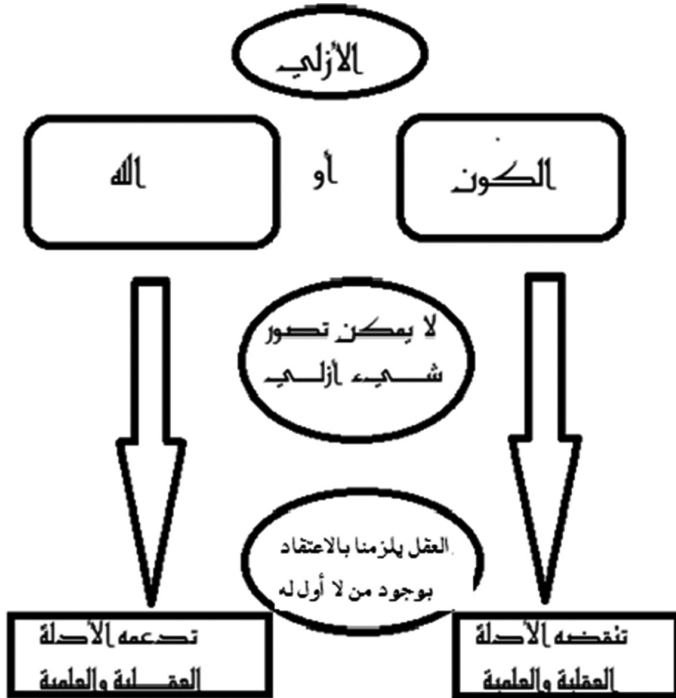 الأزلي
الكون
أو
الله
لا يمكن تصور
شيء أزلي
العقل يلزمنا بالاعتقاد
بوجود من لا أول له
تنقضه الأدلة
العقلية والعلمية
تدعمه الأدلة
العقلية والعلمية